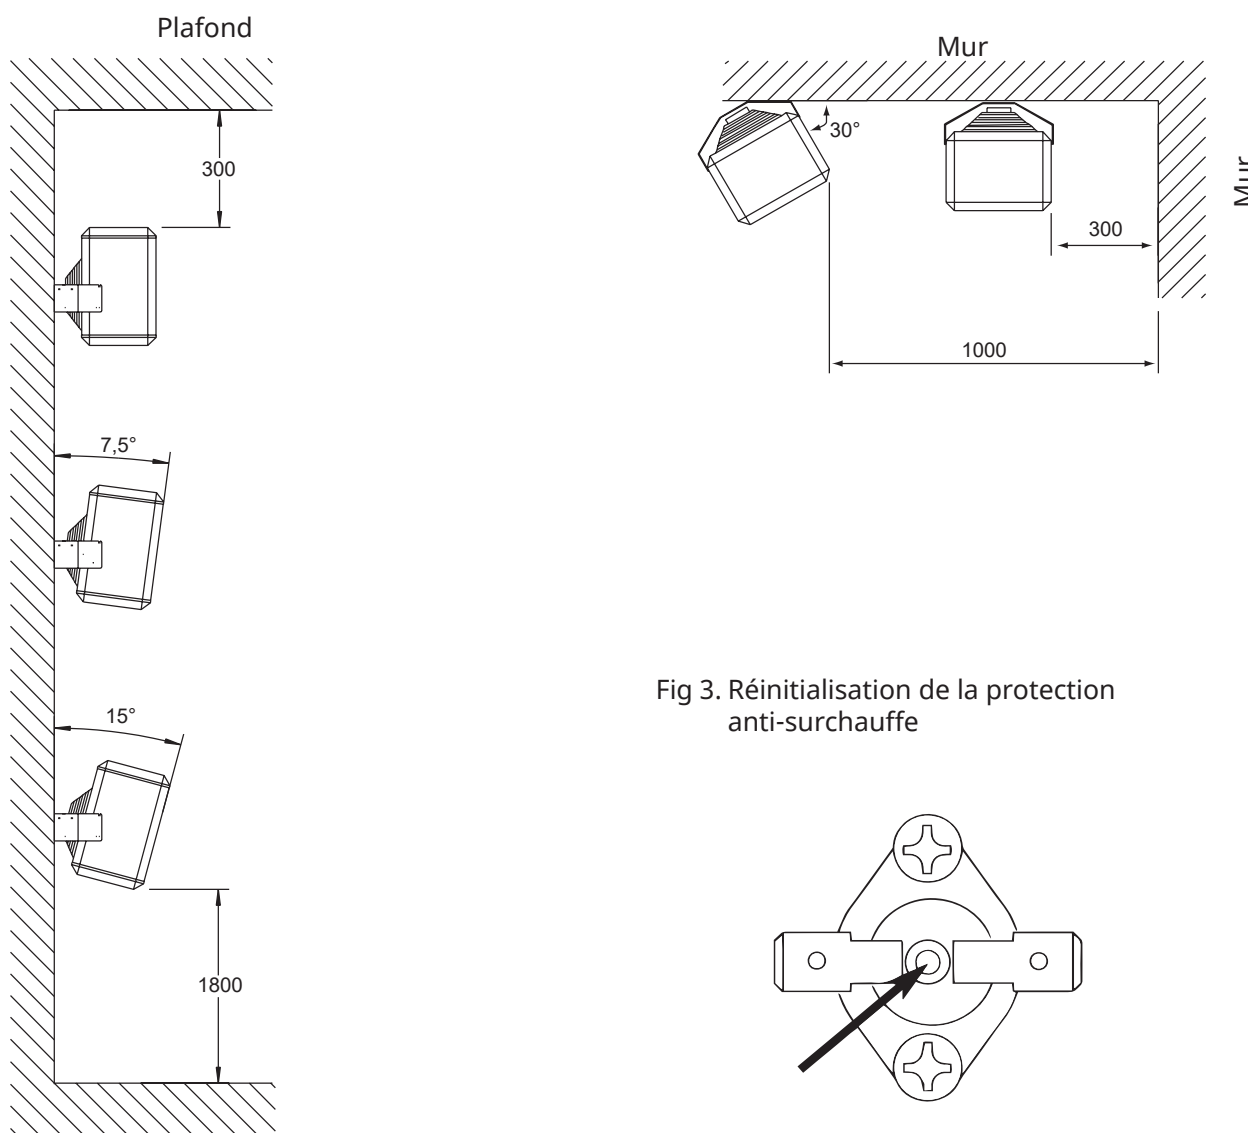 Plafond
300
7,5°
15°
1800
Mur
30°
Mur
300
1000
Fig 3. Réinitialisation de la protection
anti-surchauffe